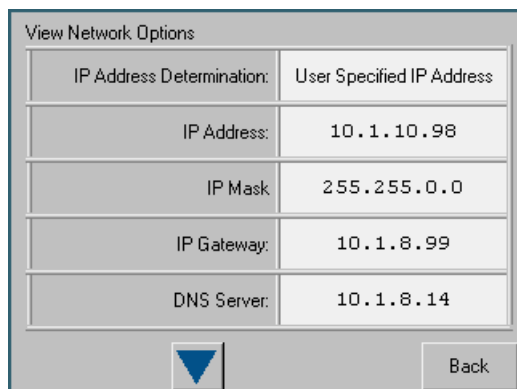 View Network Options
IP Address Determination: User Specified IP Address
IP Address: 10.1.10.98
IP Mask 255.255.0.0
IP Gateway: 10.1.8.99
DNS Server: 10.1.8.14
Back